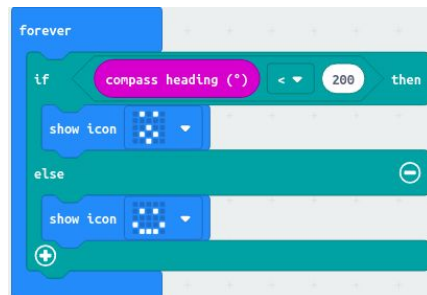 forever
if compass heading (°) < 200 then
show icon
else
show icon